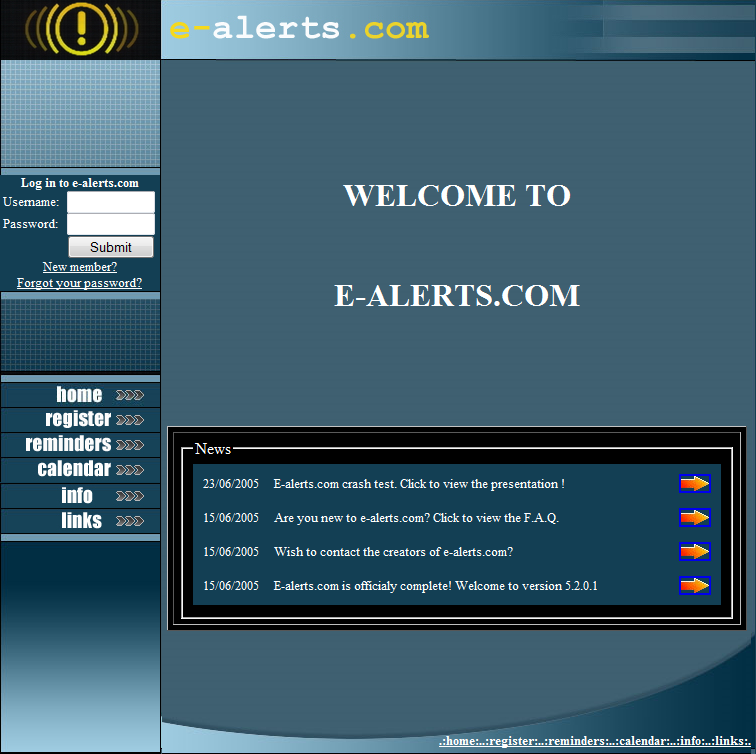 e-alerts.com
Log in to e-alerts.com
Username:
Password:
Submit
New member?
Forgot your password?
home
register
reminders
calendar
info
links
WELCOME TO
E-ALERTS.COM
News
23/06/2005 E-alerts.com crash test. Click to view the presentation !
15/06/2005 Are you new to e-alerts.com? Click to view the F.A.Q.
15/06/2005 Wish to contact the creators of e-alerts.com?
15/06/2005 E-alerts.com is officialy complete! Welcome to version 5.2.0.1
.:home:..:register:..:reminders:..:calendar:..:info:..:links:.